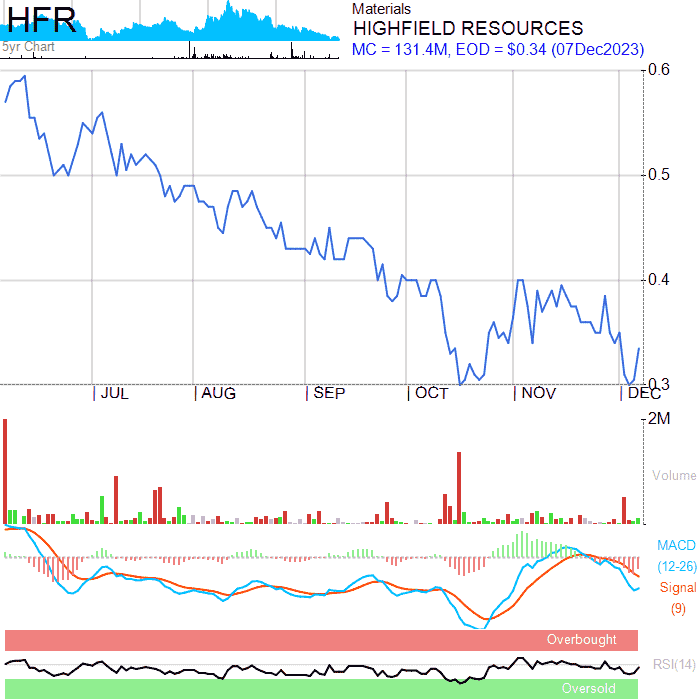 HFR
5yr Chart
Materials
HIGHFIELD RESOURCES
MC = 131.4M, EOD = $0.34 (07Dec2023)
0.6
0.5
0.4
0.3
JUL AUG SEP OCT NOV DEC
2M
Volume
MACD
(12-26)
Signal
(9)
Overbought
RSI(14)
Oversold